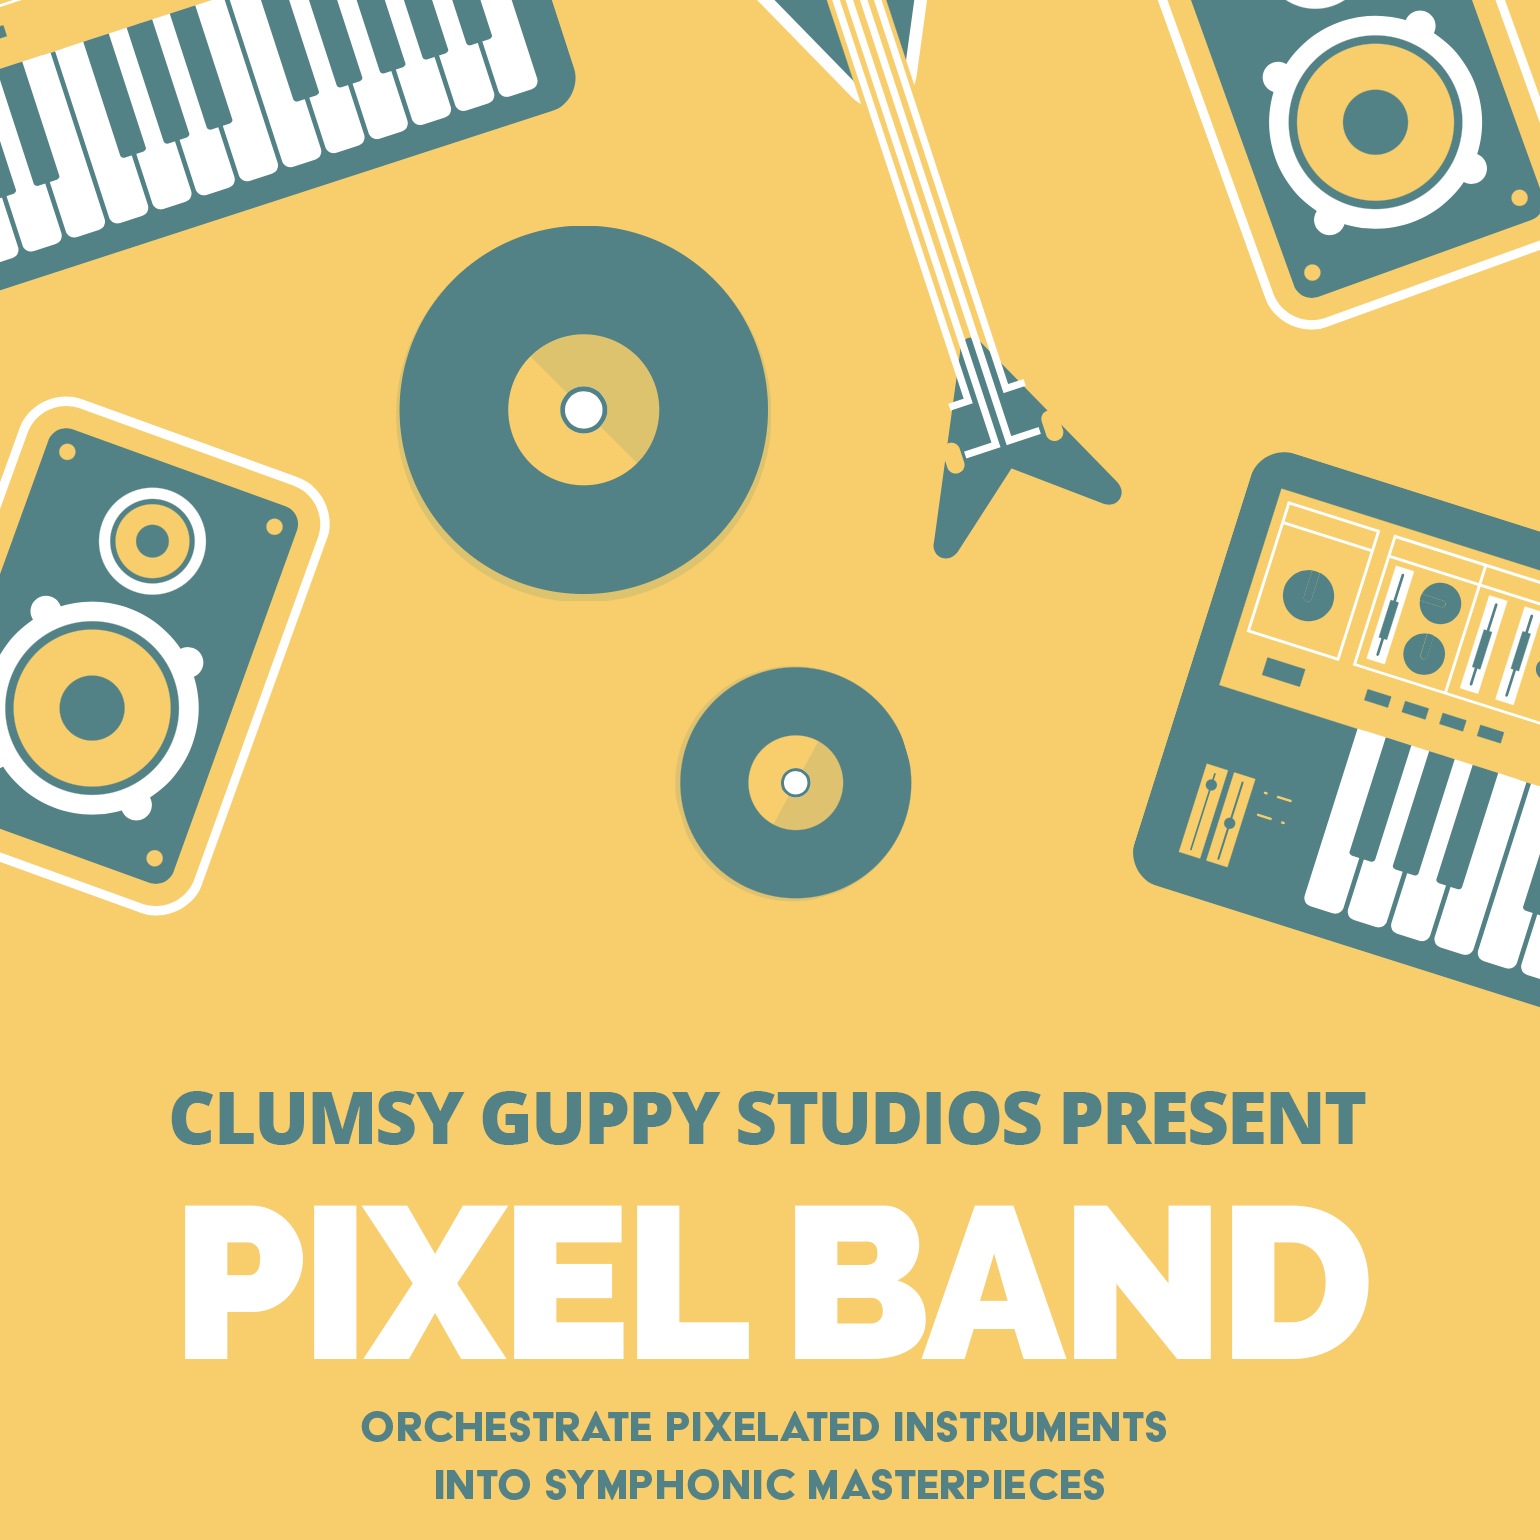 CLUMSY GUPPY STUDIOS PRESENT
PIXEL BAND
ORCHESTRATE PIXELATED INSTRUMENTS
INTO SYMPHONIC MASTERPIECES